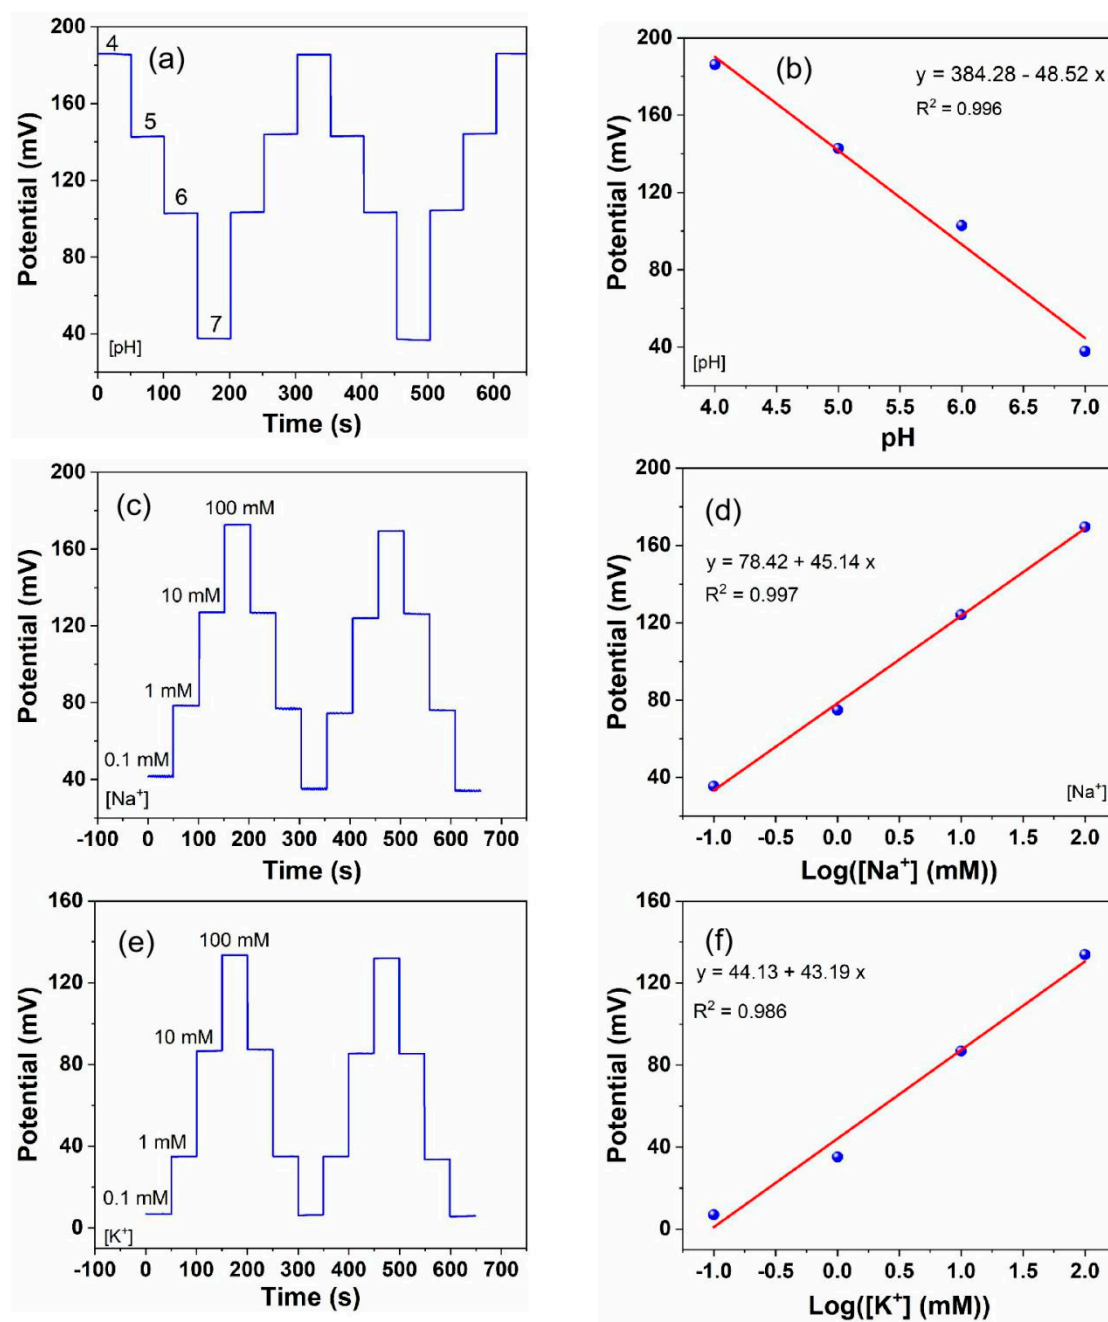 (a)
4
5
6
7
[pH]
Potential (mV)
200
160
120
80
40
0 100 200 300 400 500 600
Time (s)
(b)
y = 384.28 - 48.52 x
R² = 0.996
[pH]
Potential (mV)
200
160
120
80
40
4.0 4.5 5.0 5.5 6.0 6.5 7.0
pH
(c)
100 mM
10 mM
1 mM
0.1 mM
[Na⁺]
Potential (mV)
200
160
120
80
40
-100 0 100 200 300 400 500 600 700
Time (s)
(d)
y = 78.42 + 45.14 x
R² = 0.997
[Na⁺]
Potential (mV)
200
160
120
80
40
-1.0 -0.5 0.0 0.5 1.0 1.5 2.0
Log([Na⁺] (mM))
(e)
100 mM
10 mM
1 mM
0.1 mM
[K⁺]
Potential (mV)
160
120
80
40
0
-100 0 100 200 300 400 500 600 700
Time (s)
(f)
y = 44.13 + 43.19 x
R² = 0.986
Potential (mV)
160
120
80
40
0
-1.0 -0.5 0.0 0.5 1.0 1.5 2.0
Log([K⁺] (mM))